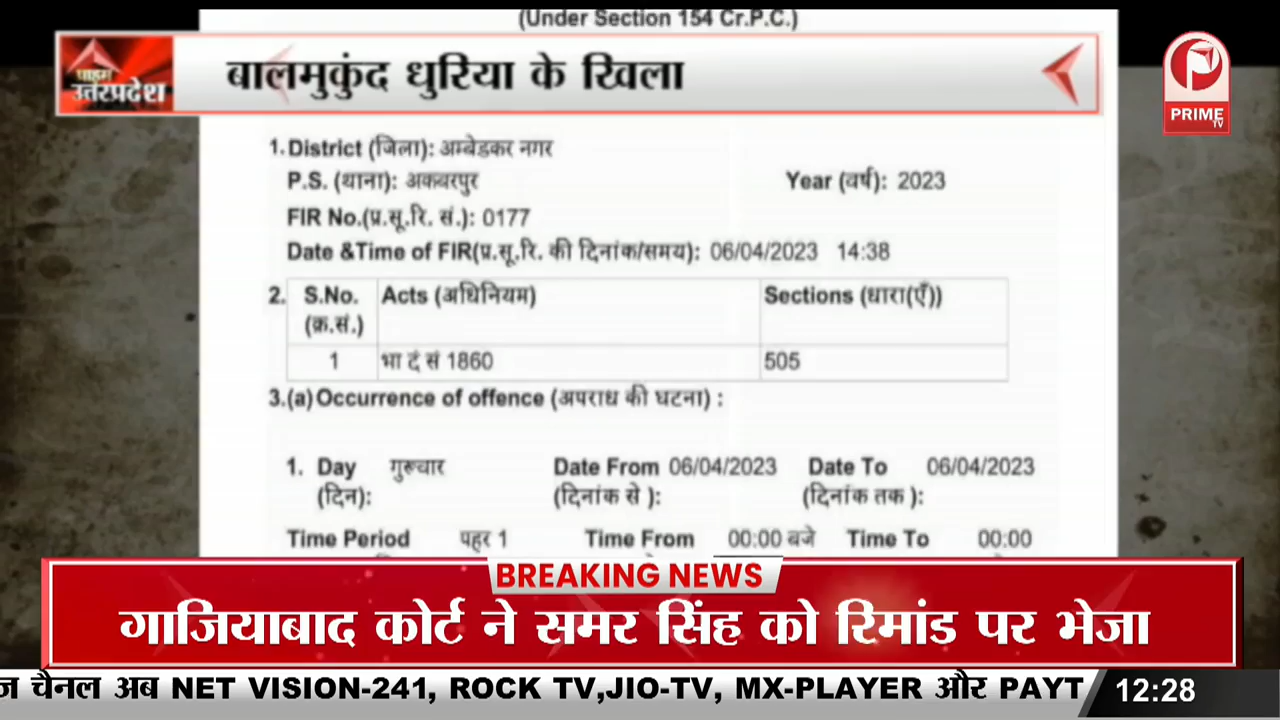 (Under Section 154 Cr.P.C.)
प्राइम
उत्तरप्रदेश
बालमुकुंद धुरिया के खिला
PRIME
TV
1. District (जिला): अम्बेडकर नगर
P.S. (थाना): अकबरपुर Year (वर्ष): 2023
FIR No.(प्र.सू.रि. सं.): 0177
Date &Time of FIR(प्र.सू.रि. की दिनांक/समय): 06/04/2023 14:38
2. S.No. Acts (अधिनियम) Sections (धारा(एँ))
(क्र.सं.)
1 भा दं सं 1860 505
3.(a) Occurrence of offence (अपराध की घटना) :
1. Day गुरूवार Date From 06/04/2023 Date To 06/04/2023
(दिन): (दिनांक से ): (दिनांक तक ):
Time Period पहर 1 Time From 00:00 बजे Time To 00:00
BREAKING NEWS
गाजियाबाद कोर्ट ने समर सिंह को रिमांड पर भेजा
ज चैनल अब NET VISION-241, ROCK TV,JIO-TV, MX-PLAYER और PAYT 12:28